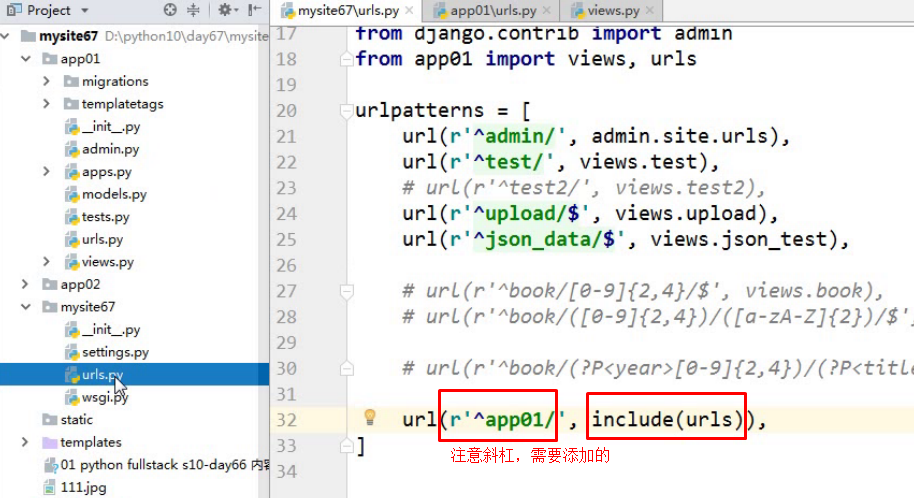 Project
mysite67\urls.py
app01\urls.py
views.py
mysite67 D:\python10\day67\mysite
app01
migrations
templatetags
__init__.py
admin.py
apps.py
models.py
tests.py
urls.py
views.py
app02
mysite67
__init__.py
settings.py
urls.py
wsgi.py
static
templates
01 python fullstack s10-day66 内容
111.jpg
17 from django.contrib import admin
18 from app01 import views, urls
19
20 urlpatterns = [
21 url(r'^admin/', admin.site.urls),
22 url(r'^test/', views.test),
23 # url(r'^test2/', views.test2),
24 url(r'^upload/$', views.upload),
25 url(r'^json_data/$', views.json_test),
26
27 # url(r'^book/[0-9]{2,4}/$', views.book),
28 # url(r'^book/([0-9]{2,4})/([a-zA-Z]{2})/$',
29
30 # url(r'^book/(?P<year>[0-9]{2,4})/(?P<title
31
32 url(r'^app01/', include(urls)),
33 ]
注意斜杠，需要添加的
34